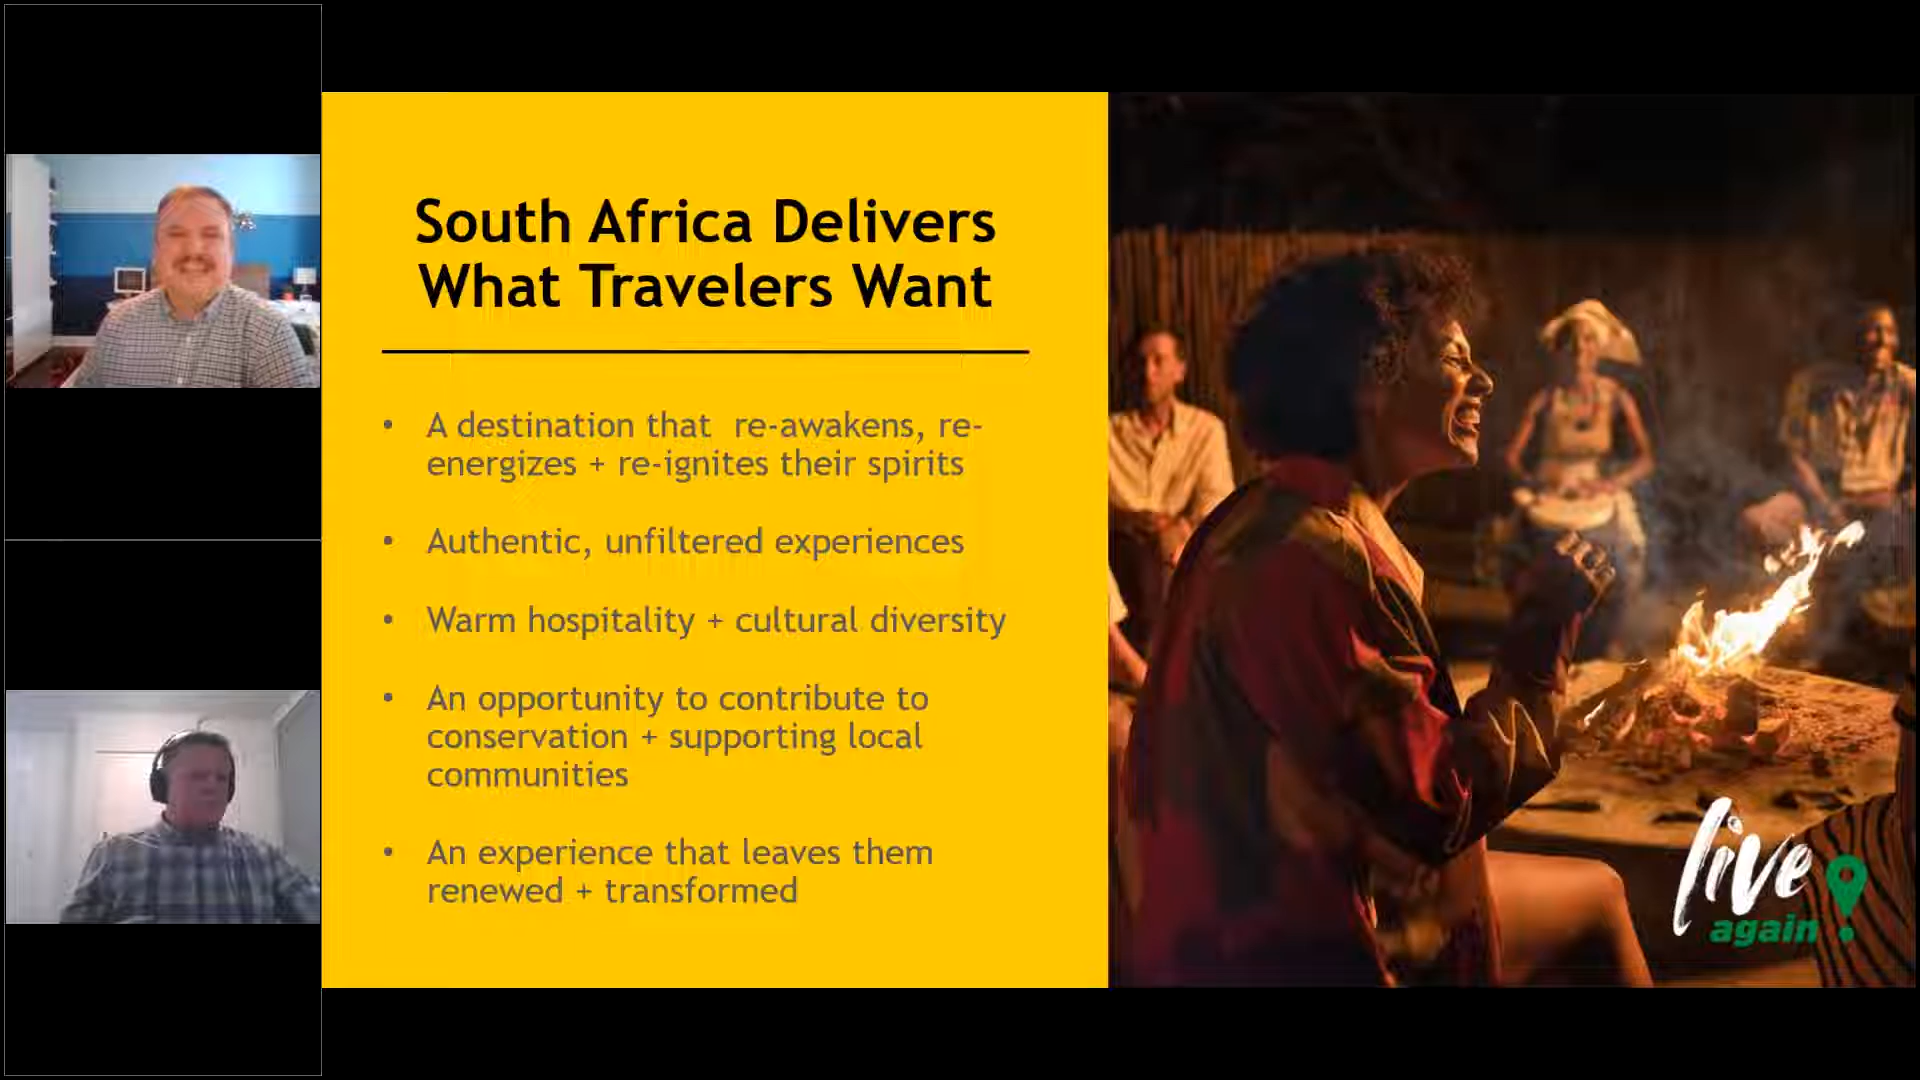 South Africa Delivers
What Travelers Want
• A destination that re-awakens, re-
energizes + re-ignites their spirits
• Authentic, unfiltered experiences
• Warm hospitality + cultural diversity
• An opportunity to contribute to
conservation + supporting local
communities
• An experience that leaves them
renewed + transformed
live
again